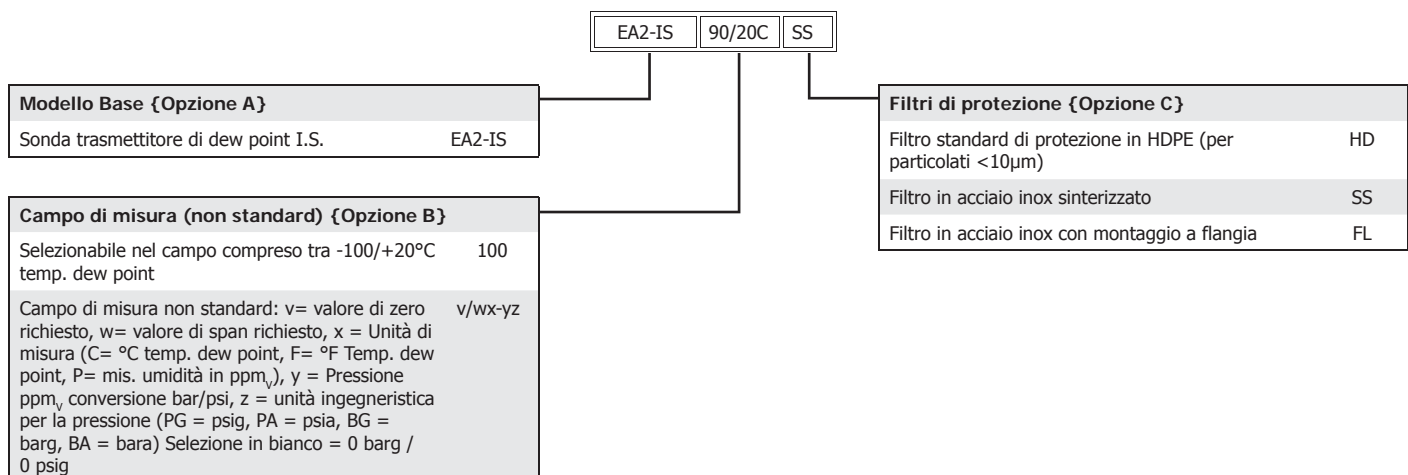 EA2-IS 90/20C SS
Modello Base {Opzione A}
Sonda trasmettitore di dew point I.S. EA2-IS
Campo di misura (non standard) {Opzione B}
Selezionabile nel campo compreso tra -100/+20°C 100
temp. dew point
Campo di misura non standard: v= valore di zero v/wx-yz
richiesto, w= valore di span richiesto, x = Unità di
misura (C= °C temp. dew point, F= °F Temp. dew
point, P= mis. umidità in ppmv), y = Pressione
ppmv conversione bar/psi, z = unità ingegneristica
per la pressione (PG = psig, PA = psia, BG =
barg, BA = bara) Selezione in bianco = 0 barg /
0 psig
Filtri di protezione {Opzione C}
Filtro standard di protezione in HDPE (per HD
particolati <10µm)
Filtro in acciaio inox sinterizzato SS
Filtro in acciaio inox con montaggio a flangia FL